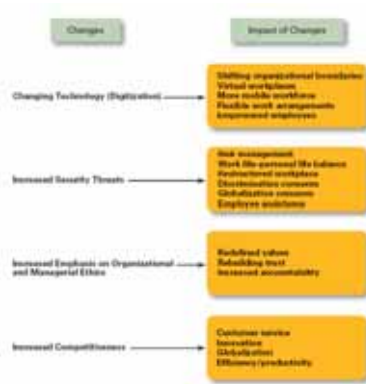 Changes
Impact of Changes
Changing Technology (Digitization)
Shifting organizational boundaries
Virtual workplaces
More mobile workforce
Flexible work arrangements
Empowered employees
Increased Security Threats
Risk management
Work life-personal life balance
Restructured workplace
Discrimination concerns
Globalization concerns
Employee assistance
Increased Emphasis on Organizational
and Managerial Ethics
Redefined values
Rebuilding trust
Increased accountability
Increased Competitiveness
Customer service
Innovation
Globalization
Efficiency/productivity